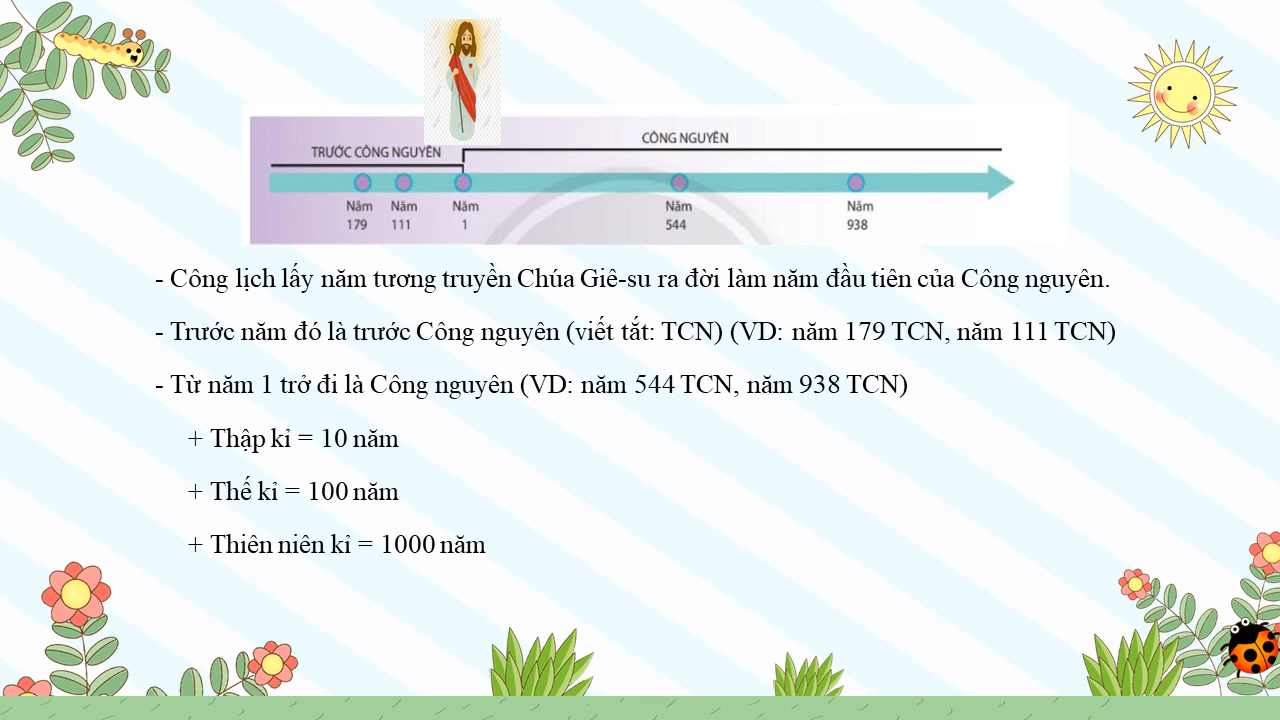 CÔNG NGUYÊN
TRƯỚC CÔNG NGUYÊN
Năm 179
Năm 111
Năm 1
Năm 544
Năm 938
- Công lịch lấy năm tương truyền Chúa Giê-su ra đời làm năm đầu tiên của Công nguyên.
- Trước năm đó là trước Công nguyên (viết tắt: TCN) (VD: năm 179 TCN, năm 111 TCN)
- Từ năm 1 trở đi là Công nguyên (VD: năm 544 TCN, năm 938 TCN)
+ Thập kỉ = 10 năm
+ Thế kỉ = 100 năm
+ Thiên niên kỉ = 1000 năm